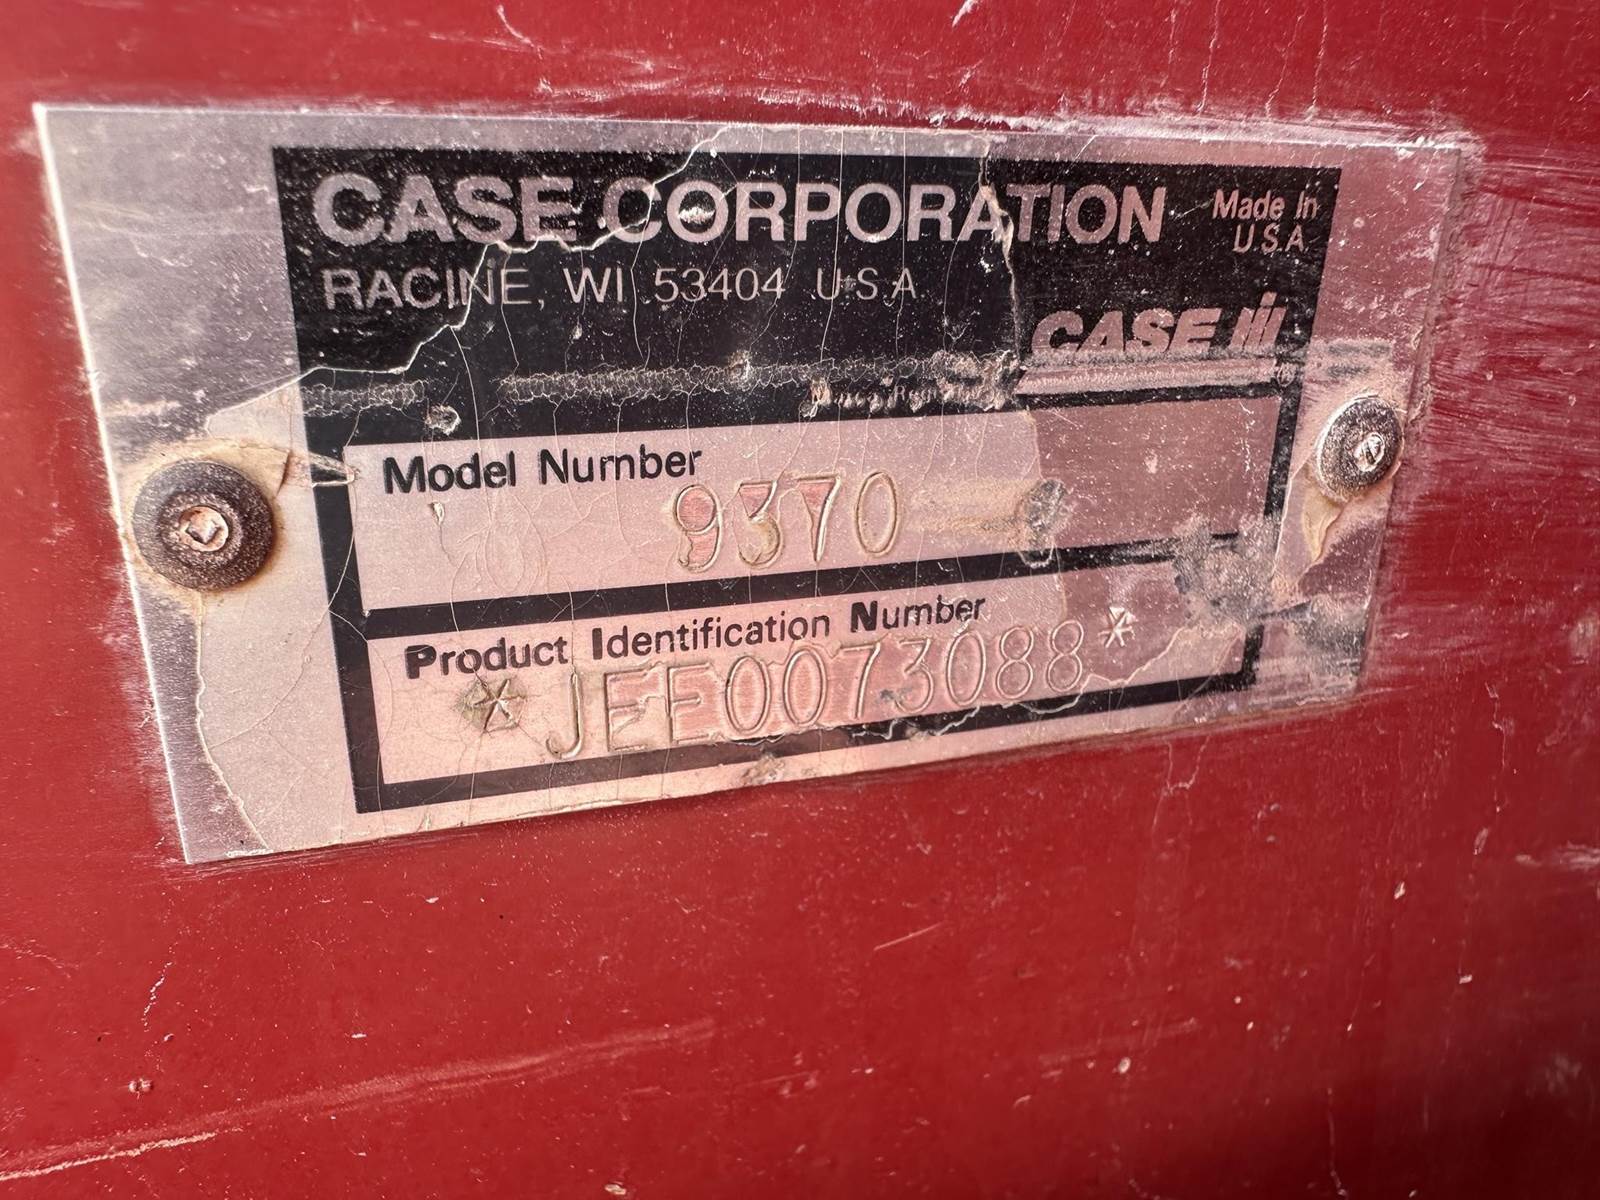 CASE CORPORATION
Made In
U.S.A
RACINE, WI 53404 U.S.A
CASE IH
Model Number
9370
Product Identification Number
*JEE0073088*